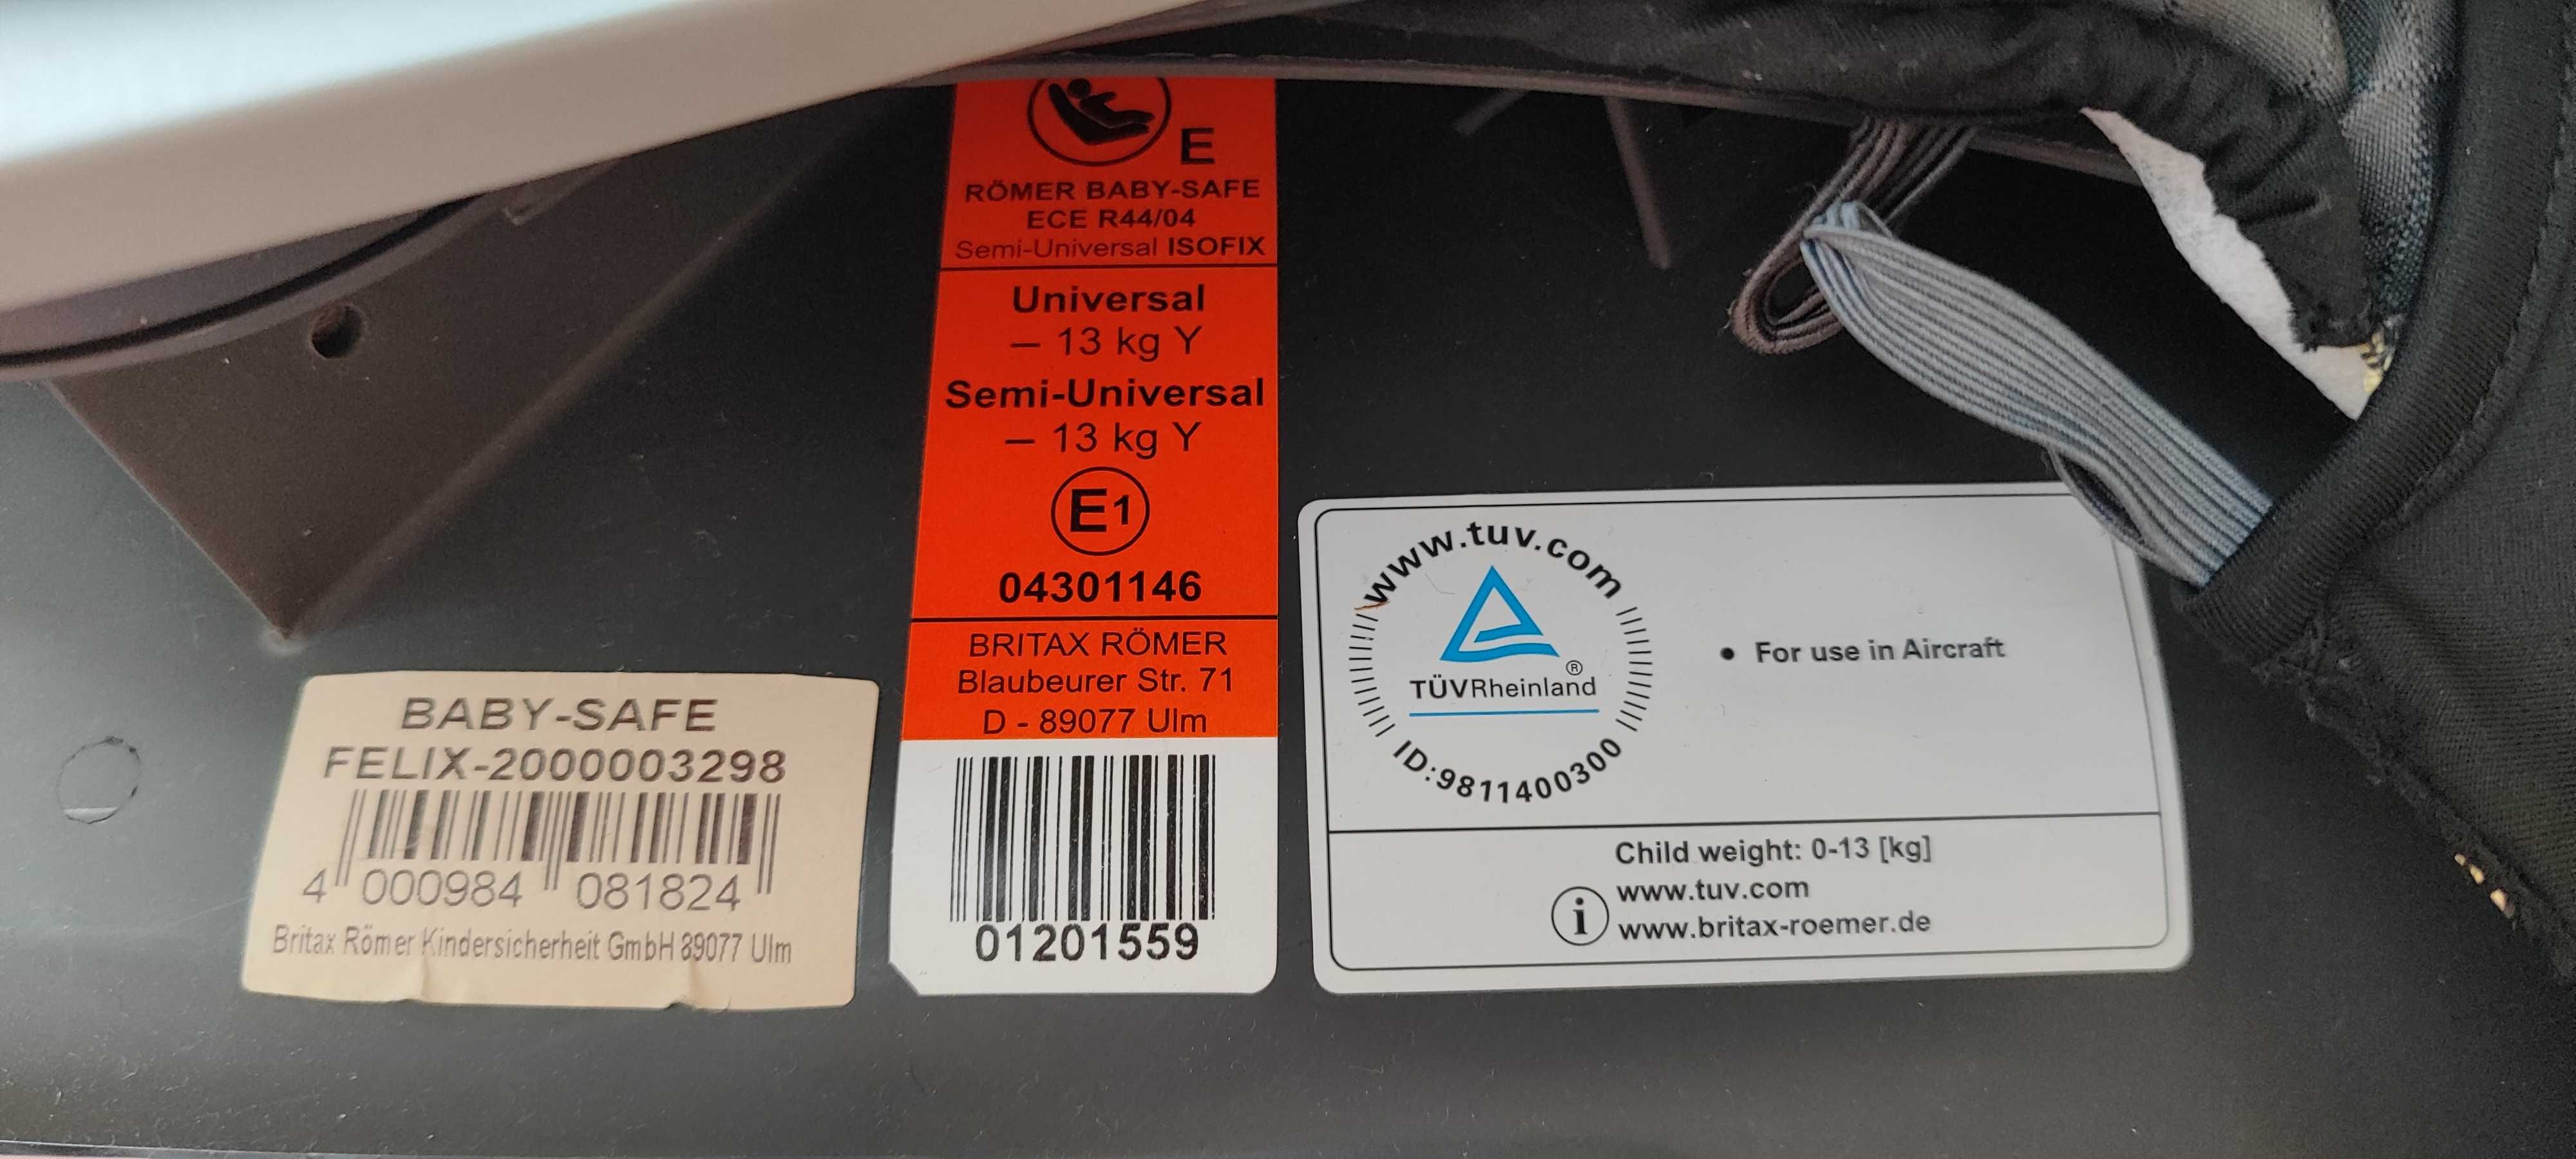 BABY-SAFE
FELIX-2000003298
4 000984 081824
Britax Römer Kindersicherheit GmbH 89077 Ulm
E
RÖMER BABY-SAFE
ECE R44/04
Semi-Universal ISOFIX
Universal
– 13 kg Y
Semi-Universal
– 13 kg Y
E1
04301146
BRITAX RÖMER
Blaubeurer Str. 71
D - 89077 Ulm
01201559
www.tuv.com
®
TÜVRheinland
ID:9811400300
• For use in Aircraft
Child weight: 0-13 [kg]
i
www.tuv.com
www.britax-roemer.de